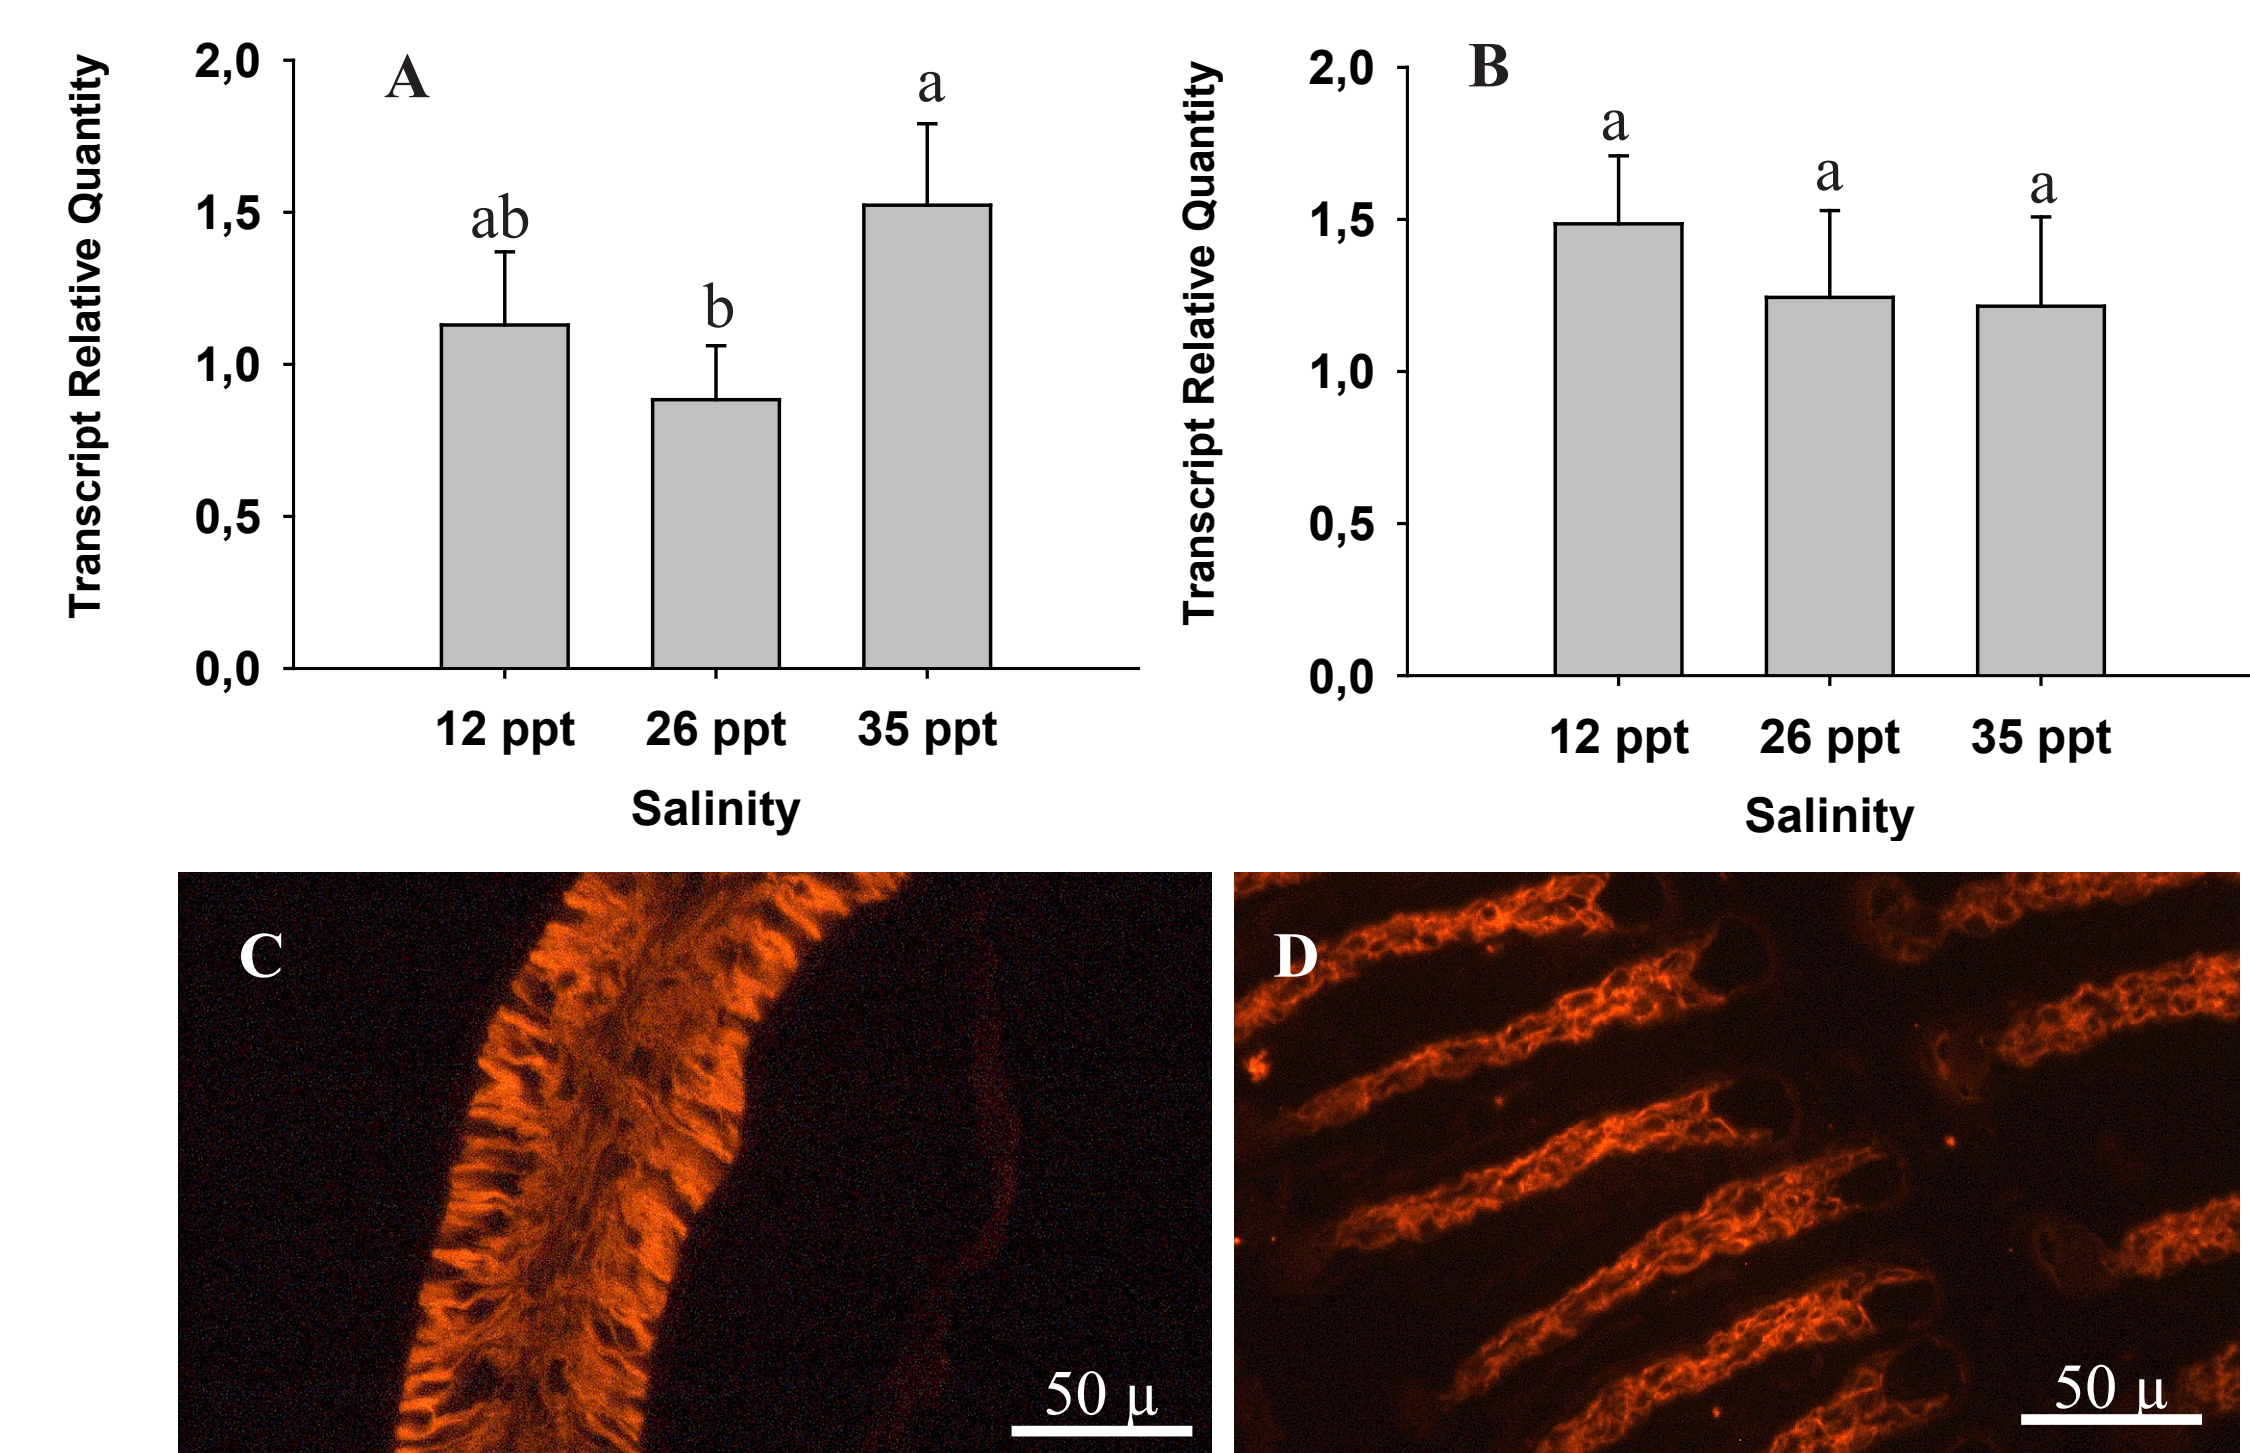 A
Transcript Relative Quantity
2,0
1,5
1,0
0,5
0,0
ab
b
a
12 ppt 26 ppt 35 ppt
Salinity
B
Transcript Relative Quantity
2,0
1,5
1,0
0,5
0,0
a
a
a
12 ppt 26 ppt 35 ppt
Salinity
C
50 µ
D
50 µ